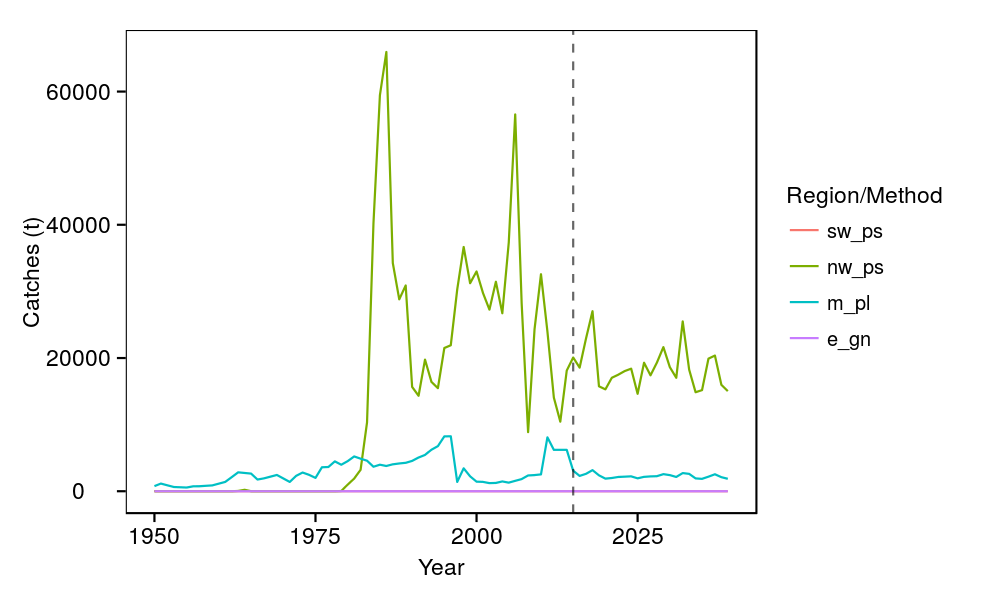 60000
40000
20000
0
Catches (t)
1950
1975
2000
2025
Year
Region/Method
sw_ps
nw_ps
m_pl
e_gn